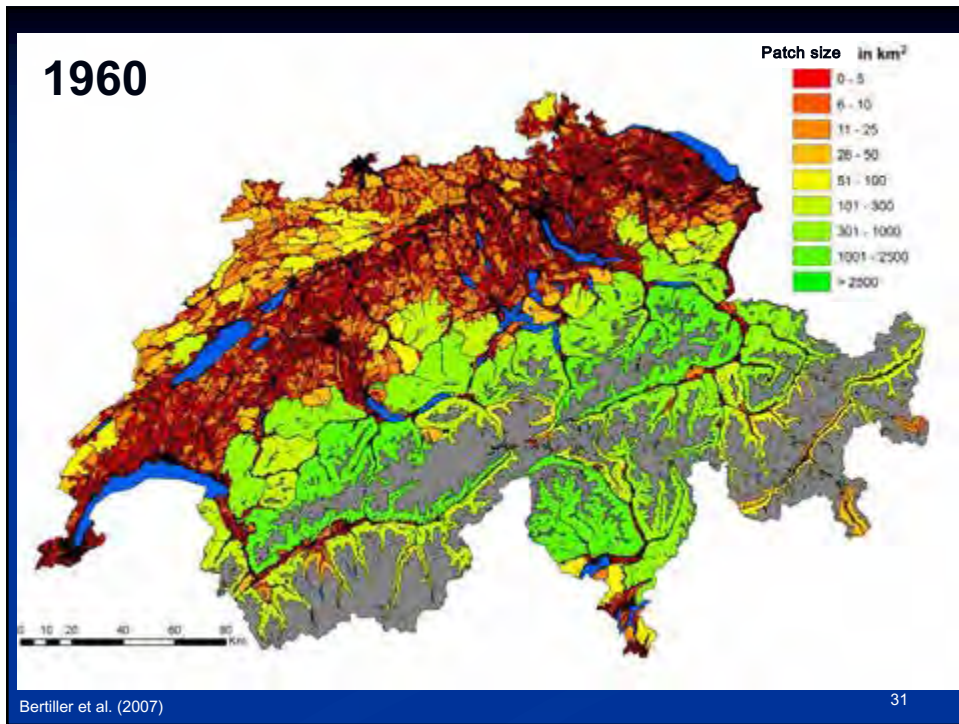 1960
Patch size in km²
0 - 5
6 - 10
11 - 25
26 - 50
51 - 100
101 - 300
301 - 1000
1001 - 2500
> 2500
0 10 20 40 60 80
Km
Bertiller et al. (2007)
31